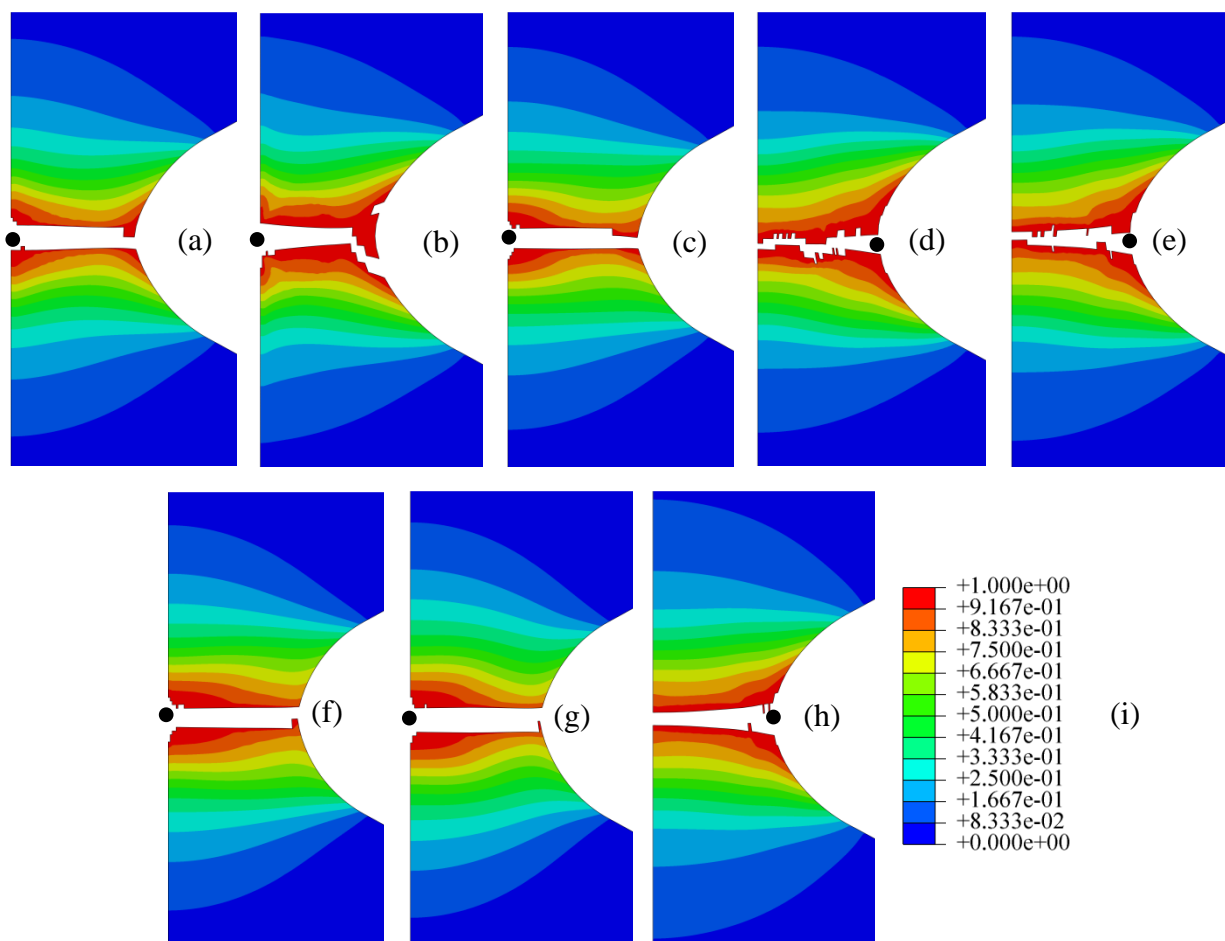 (a)
(b)
(c)
(d)
(e)
(f)
(g)
(h)
+1.000e+00
+9.167e-01
+8.333e-01
+7.500e-01
+6.667e-01
+5.833e-01
+5.000e-01
+4.167e-01
+3.333e-01
+2.500e-01
+1.667e-01
+8.333e-02
+0.000e+00
(i)